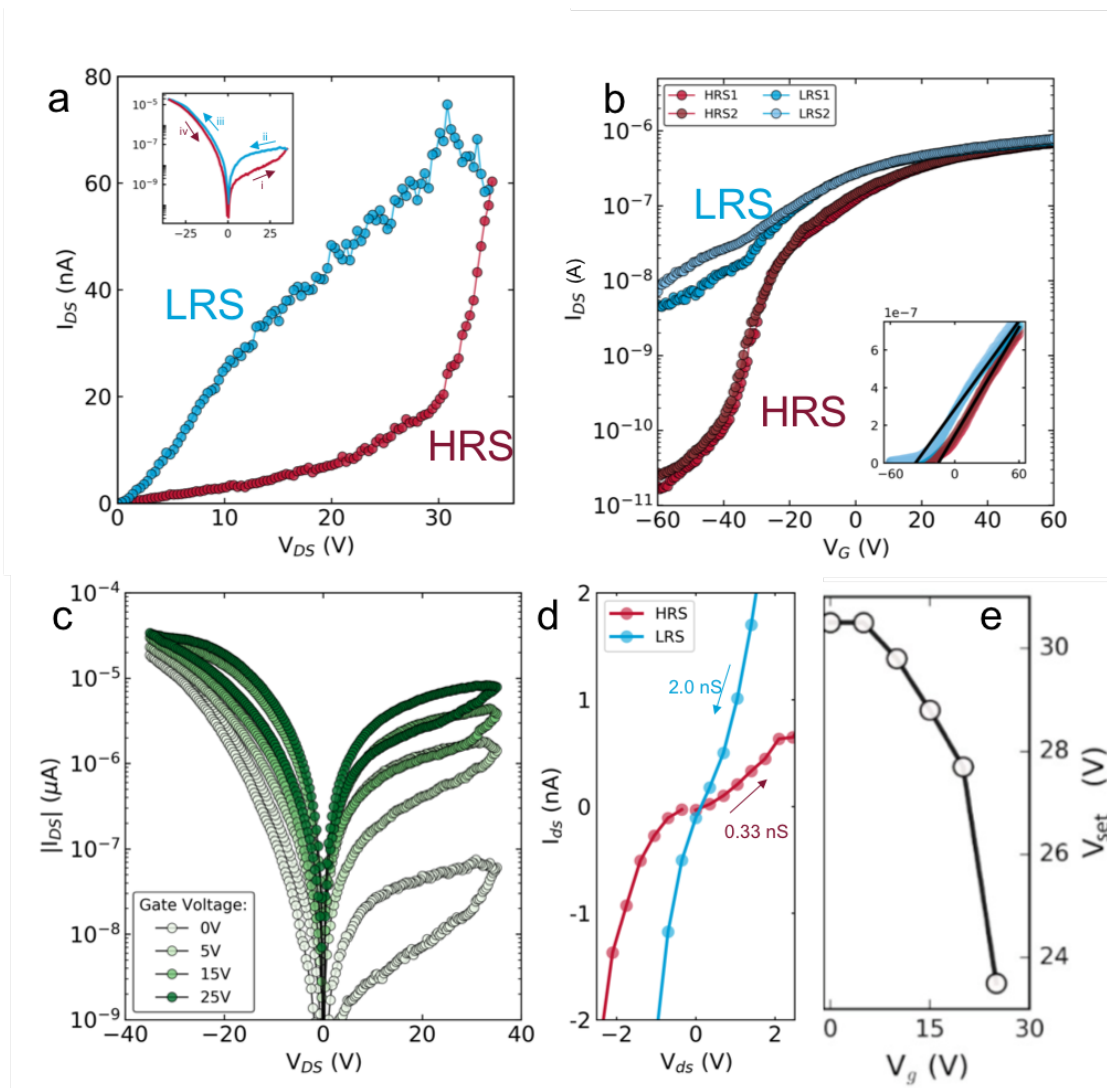 a
80
60
40
20
0
I_DS (nA)
0 10 20 30
V_DS (V)
LRS
HRS
10^-5
10^-7
10^-9
−25 0 25
i
ii
iii
iv
b
HRS1 LRS1
HRS2 LRS2
10^-6
10^-7
10^-8
10^-9
10^-10
10^-11
I_DS (A)
−60 −40 −20 0 20 40 60
V_G (V)
LRS
HRS
1e−7
6
4
2
0
−60 0 60
c
10^-4
10^-5
10^-6
10^-7
10^-8
10^-9
|I_DS| (μA)
−40 −20 0 20 40
V_DS (V)
Gate Voltage:
0V
5V
15V
25V
d
HRS
LRS
2
1
0
-1
-2
I_ds (nA)
2.0 nS
0.33 nS
−2 0 2
V_ds (V)
e
30
28
26
24
V_set (V)
0 15 30
V_g (V)